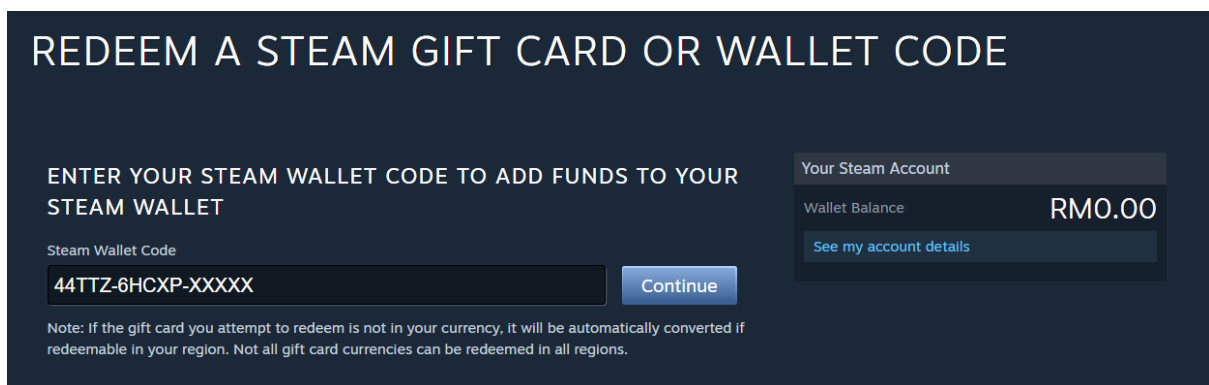 REDEEM A STEAM GIFT CARD OR WALLET CODE
ENTER YOUR STEAM WALLET CODE TO ADD FUNDS TO YOUR
STEAM WALLET
Steam Wallet Code
44TTZ-6HCXP-XXXXX
Continue
Note: If the gift card you attempt to redeem is not in your currency, it will be automatically converted if
redeemable in your region. Not all gift card currencies can be redeemed in all regions.
Your Steam Account
Wallet Balance RM0.00
See my account details